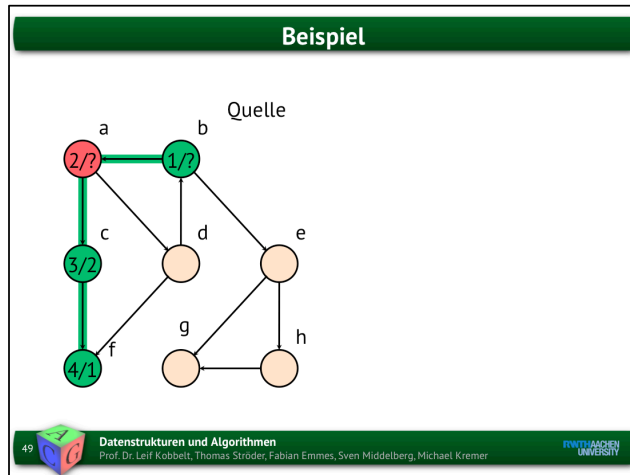 Beispiel
Quelle
a
b
2/?
1/?
c
d
e
3/2
g
h
f
4/1
49
A
C
G
Datenstrukturen und Algorithmen
Prof. Dr. Leif Kobbelt, Thomas Ströder, Fabian Emmes, Sven Middelberg, Michael Kremer
RWTHAACHEN
UNIVERSITY